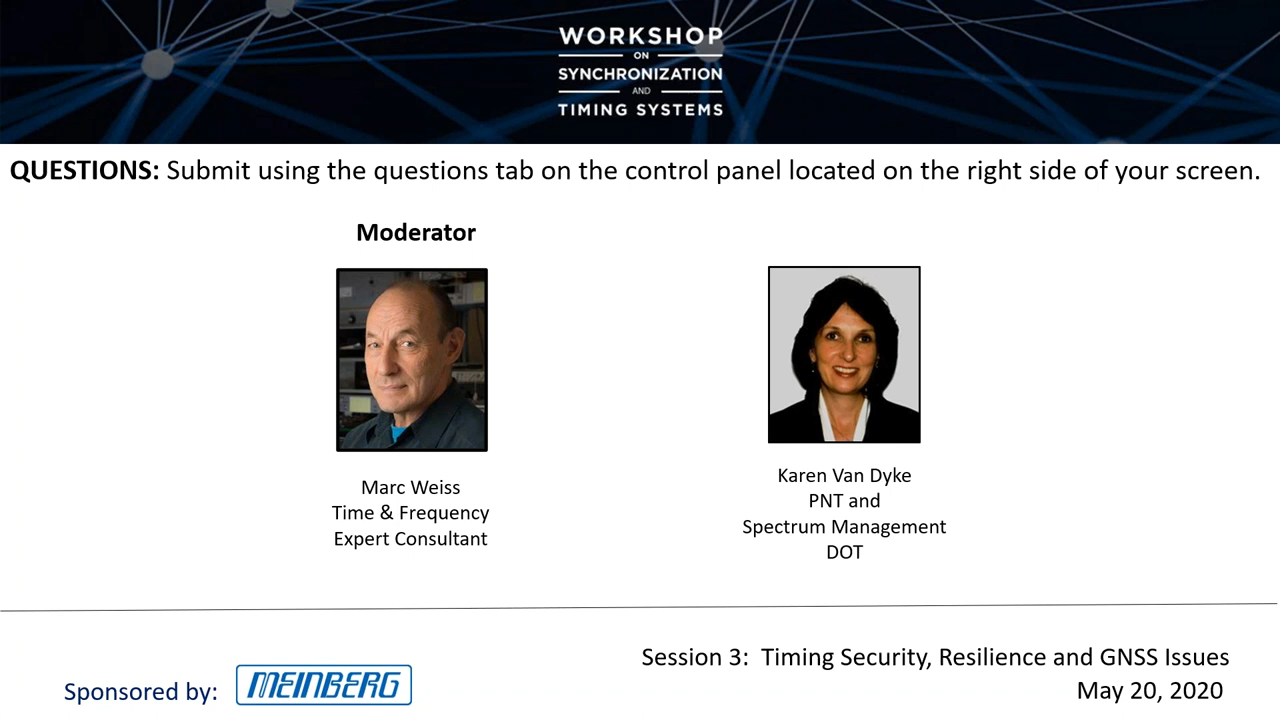 WORKSHOP
ON
SYNCHRONIZATION
AND
TIMING SYSTEMS
QUESTIONS: Submit using the questions tab on the control panel located on the right side of your screen.
Moderator
Marc Weiss
Time & Frequency
Expert Consultant
Karen Van Dyke
PNT and
Spectrum Management
DOT
Session 3: Timing Security, Resilience and GNSS Issues
May 20, 2020
Sponsored by:
MEINBERG